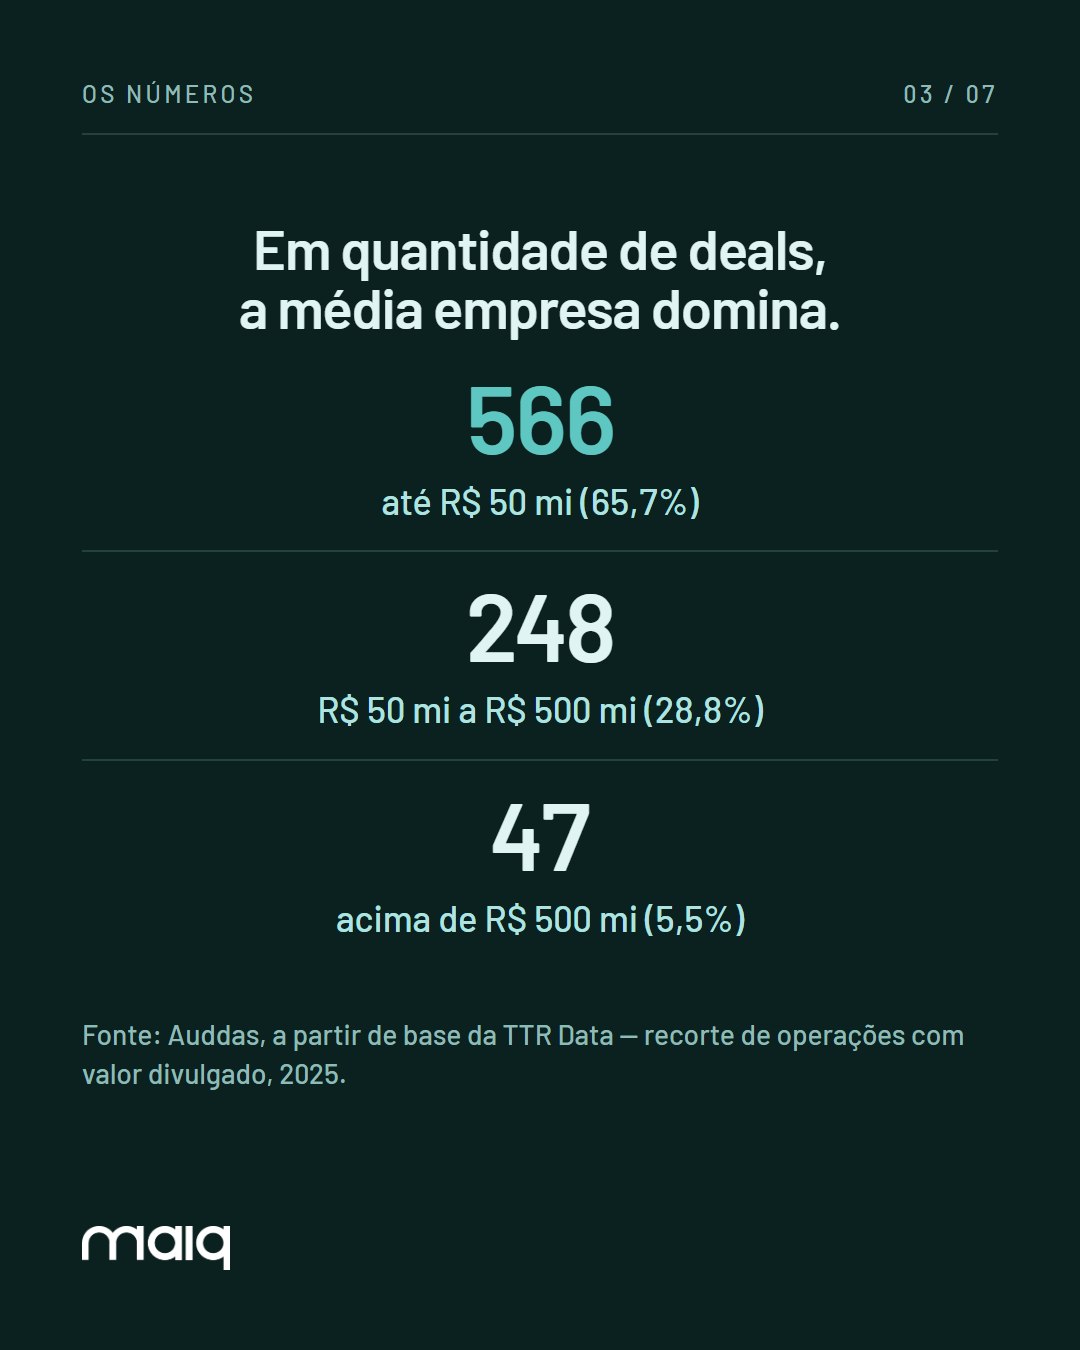 OS NÚMEROS
03 / 07
Em quantidade de deals,
a média empresa domina.
566
até R$ 50 mi (65,7%)
248
R$ 50 mi a R$ 500 mi (28,8%)
47
acima de R$ 500 mi (5,5%)
Fonte: Auddas, a partir de base da TTR Data — recorte de operações com
valor divulgado, 2025.
maiq